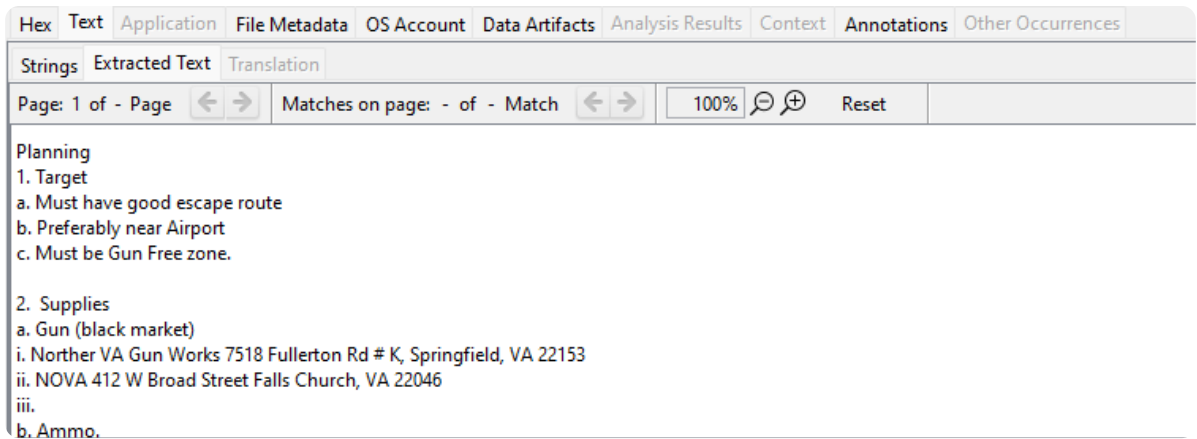 Hex Text Application File Metadata OS Account Data Artifacts Analysis Results Context Annotations Other Occurrences
Strings Extracted Text Translation
Page: 1 of - Page Matches on page: - of - Match 100% Reset
Planning
1. Target
a. Must have good escape route
b. Preferably near Airport
c. Must be Gun Free zone.
2. Supplies
a. Gun (black market)
i. Norther VA Gun Works 7518 Fullerton Rd # K, Springfield, VA 22153
ii. NOVA 412 W Broad Street Falls Church, VA 22046
iii.
b. Ammo.